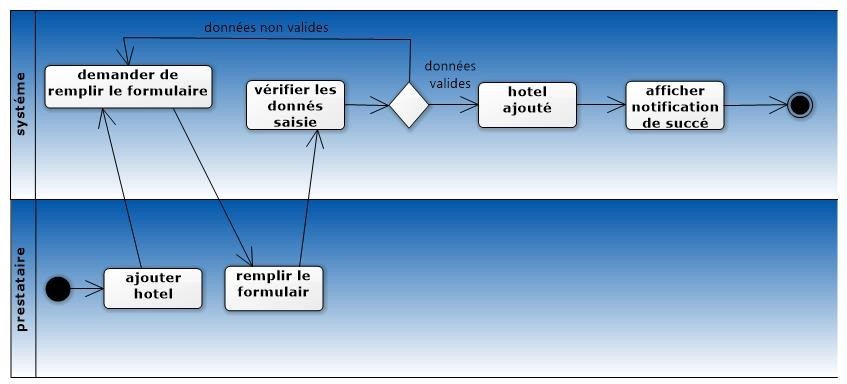 données non valides
systéme
demander de
remplir le formulaire
vérifier les
donnés
saisie
données
valides
hotel
ajouté
afficher
notification
de succé
prestataire
ajouter
hotel
remplir le
formulair